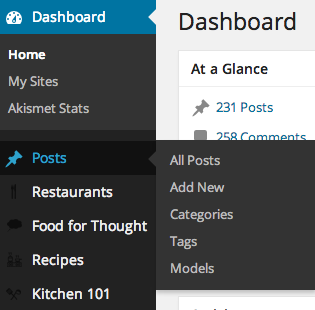 Dashboard
Home
My Sites
Akismet Stats
Posts
Restaurants
Food for Thought
Recipes
Kitchen 101
Dashboard
At a Glance
231 Posts
258 Comments
All Posts
Add New
Categories
Tags
Models